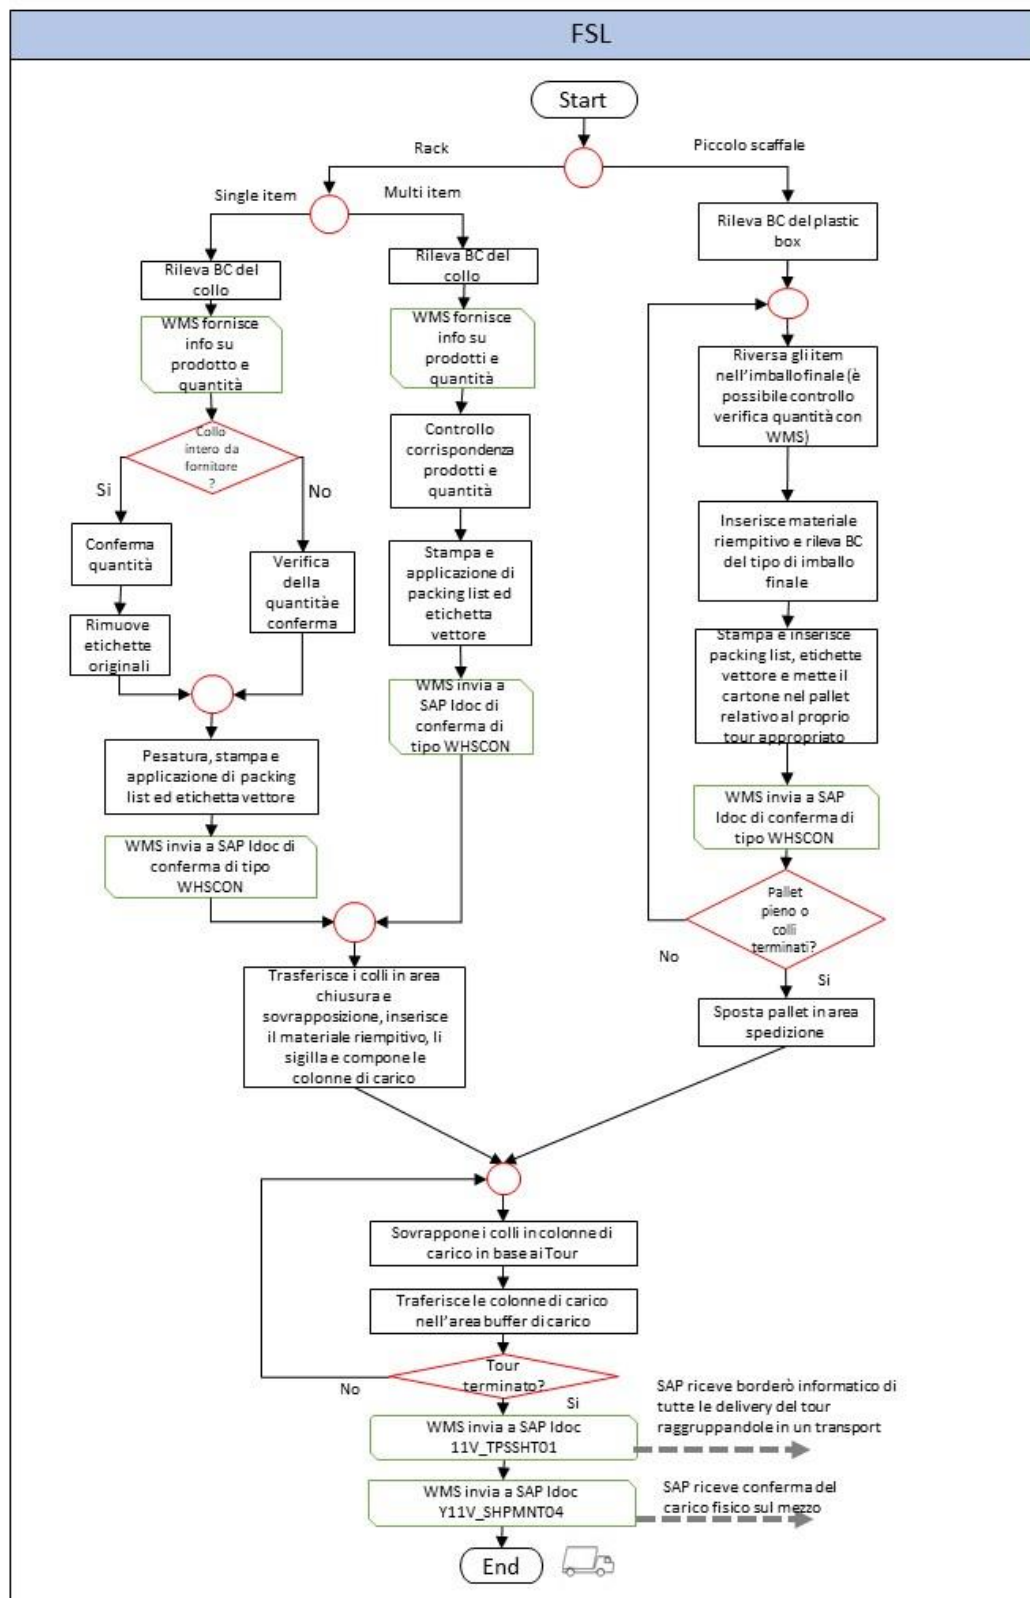 FSL
Start
Rack
Piccolo scaffale
Single item
Multi item
Rileva BC del
collo
WMS fornisce
info su
prodotto e
quantità
Collo
intero da
fornitore
?
Si
No
Conferma
quantità
Rimuove
etichette
originali
Verifica
della
quantità e
conferma
Pesatura, stampa e
applicazione di packing
list ed etichetta vettore
WMS invia a SAP Idoc di
conferma di tipo
WHSCON
Rileva BC del
collo
WMS fornisce
info su
prodotti e
quantità
Controllo
corrispondenza
prodotti e
quantità
Stampa e
applicazione di
packing list ed
etichetta
vettore
WMS invia a
SAP Idoc di
conferma di
tipo WHSCON
Trasferisce i colli in area
chiusura e
sovrapposizione, inserisce
il materiale riempitivo, li
sigilla e compone le
colonne di carico
Rileva BC del plastic
box
Riversa gli item
nell'imballo finale (è
possibile controllo
verifica quantità con
WMS)
Inserisce materiale
riempitivo e rileva BC
del tipo di imballo
finale
Stampa e inserisce
packing list, etichette
vettore e mette il
cartone nel pallet
relativo al proprio
tour appropriato
WMS invia a SAP
Idoc di conferma di
tipo WHSCON
Pallet
pieno o
colli
terminati?
No
Si
Sposta pallet in area
spedizione
Sovrappone i colli in colonne di
carico in base ai Tour
Traferisce le colonne di carico
nell'area buffer di carico
Tour
terminato?
No
Si
WMS invia a SAP Idoc
11V_TPSSHT01
SAP riceve borderò informatico di
tutte le delivery del tour
raggruppandole in un transport
WMS invia a SAP Idoc
Y11V_SHPMNT04
SAP riceve conferma del
carico fisico sul mezzo
End